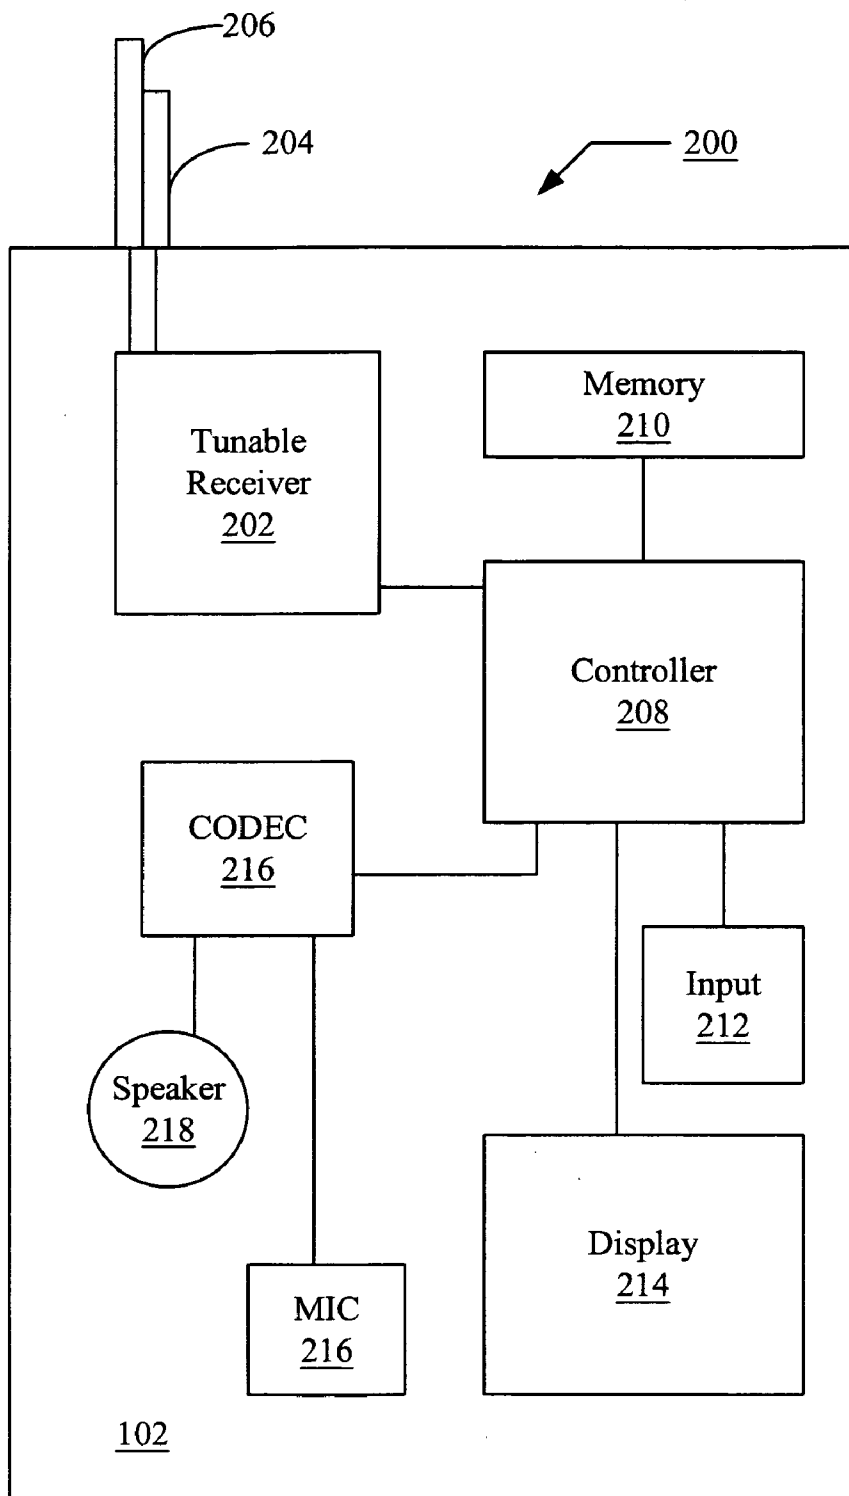 206
204
200
Tunable
Receiver
202
Memory
210
Controller
208
CODEC
216
Input
212
Speaker
218
Display
214
MIC
216
102